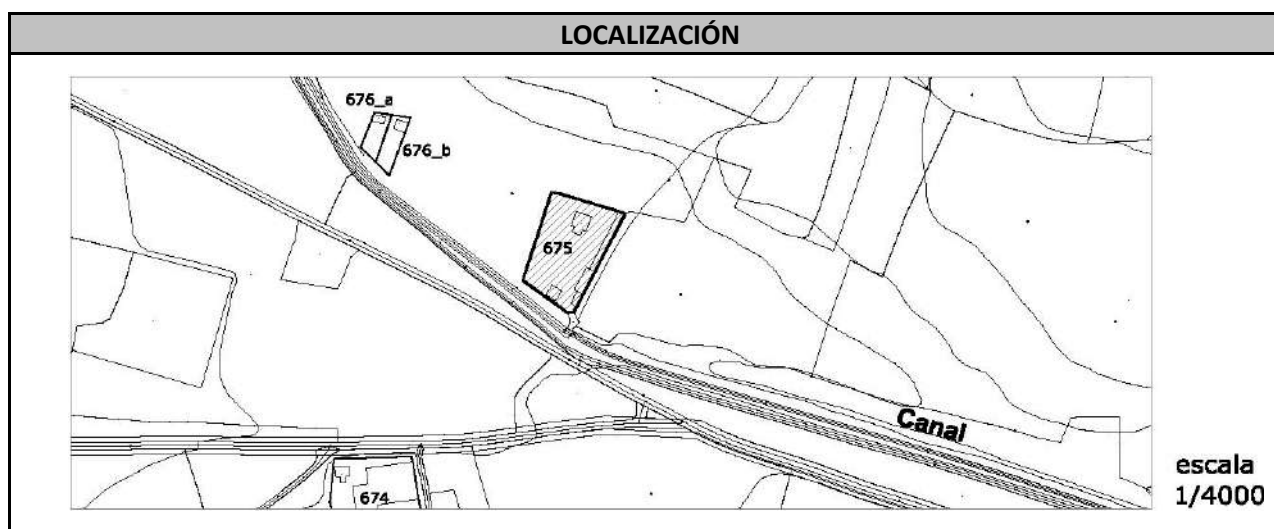 LOCALIZACIÓN
676_a
676_b
675
Canal
escala
1/4000
674